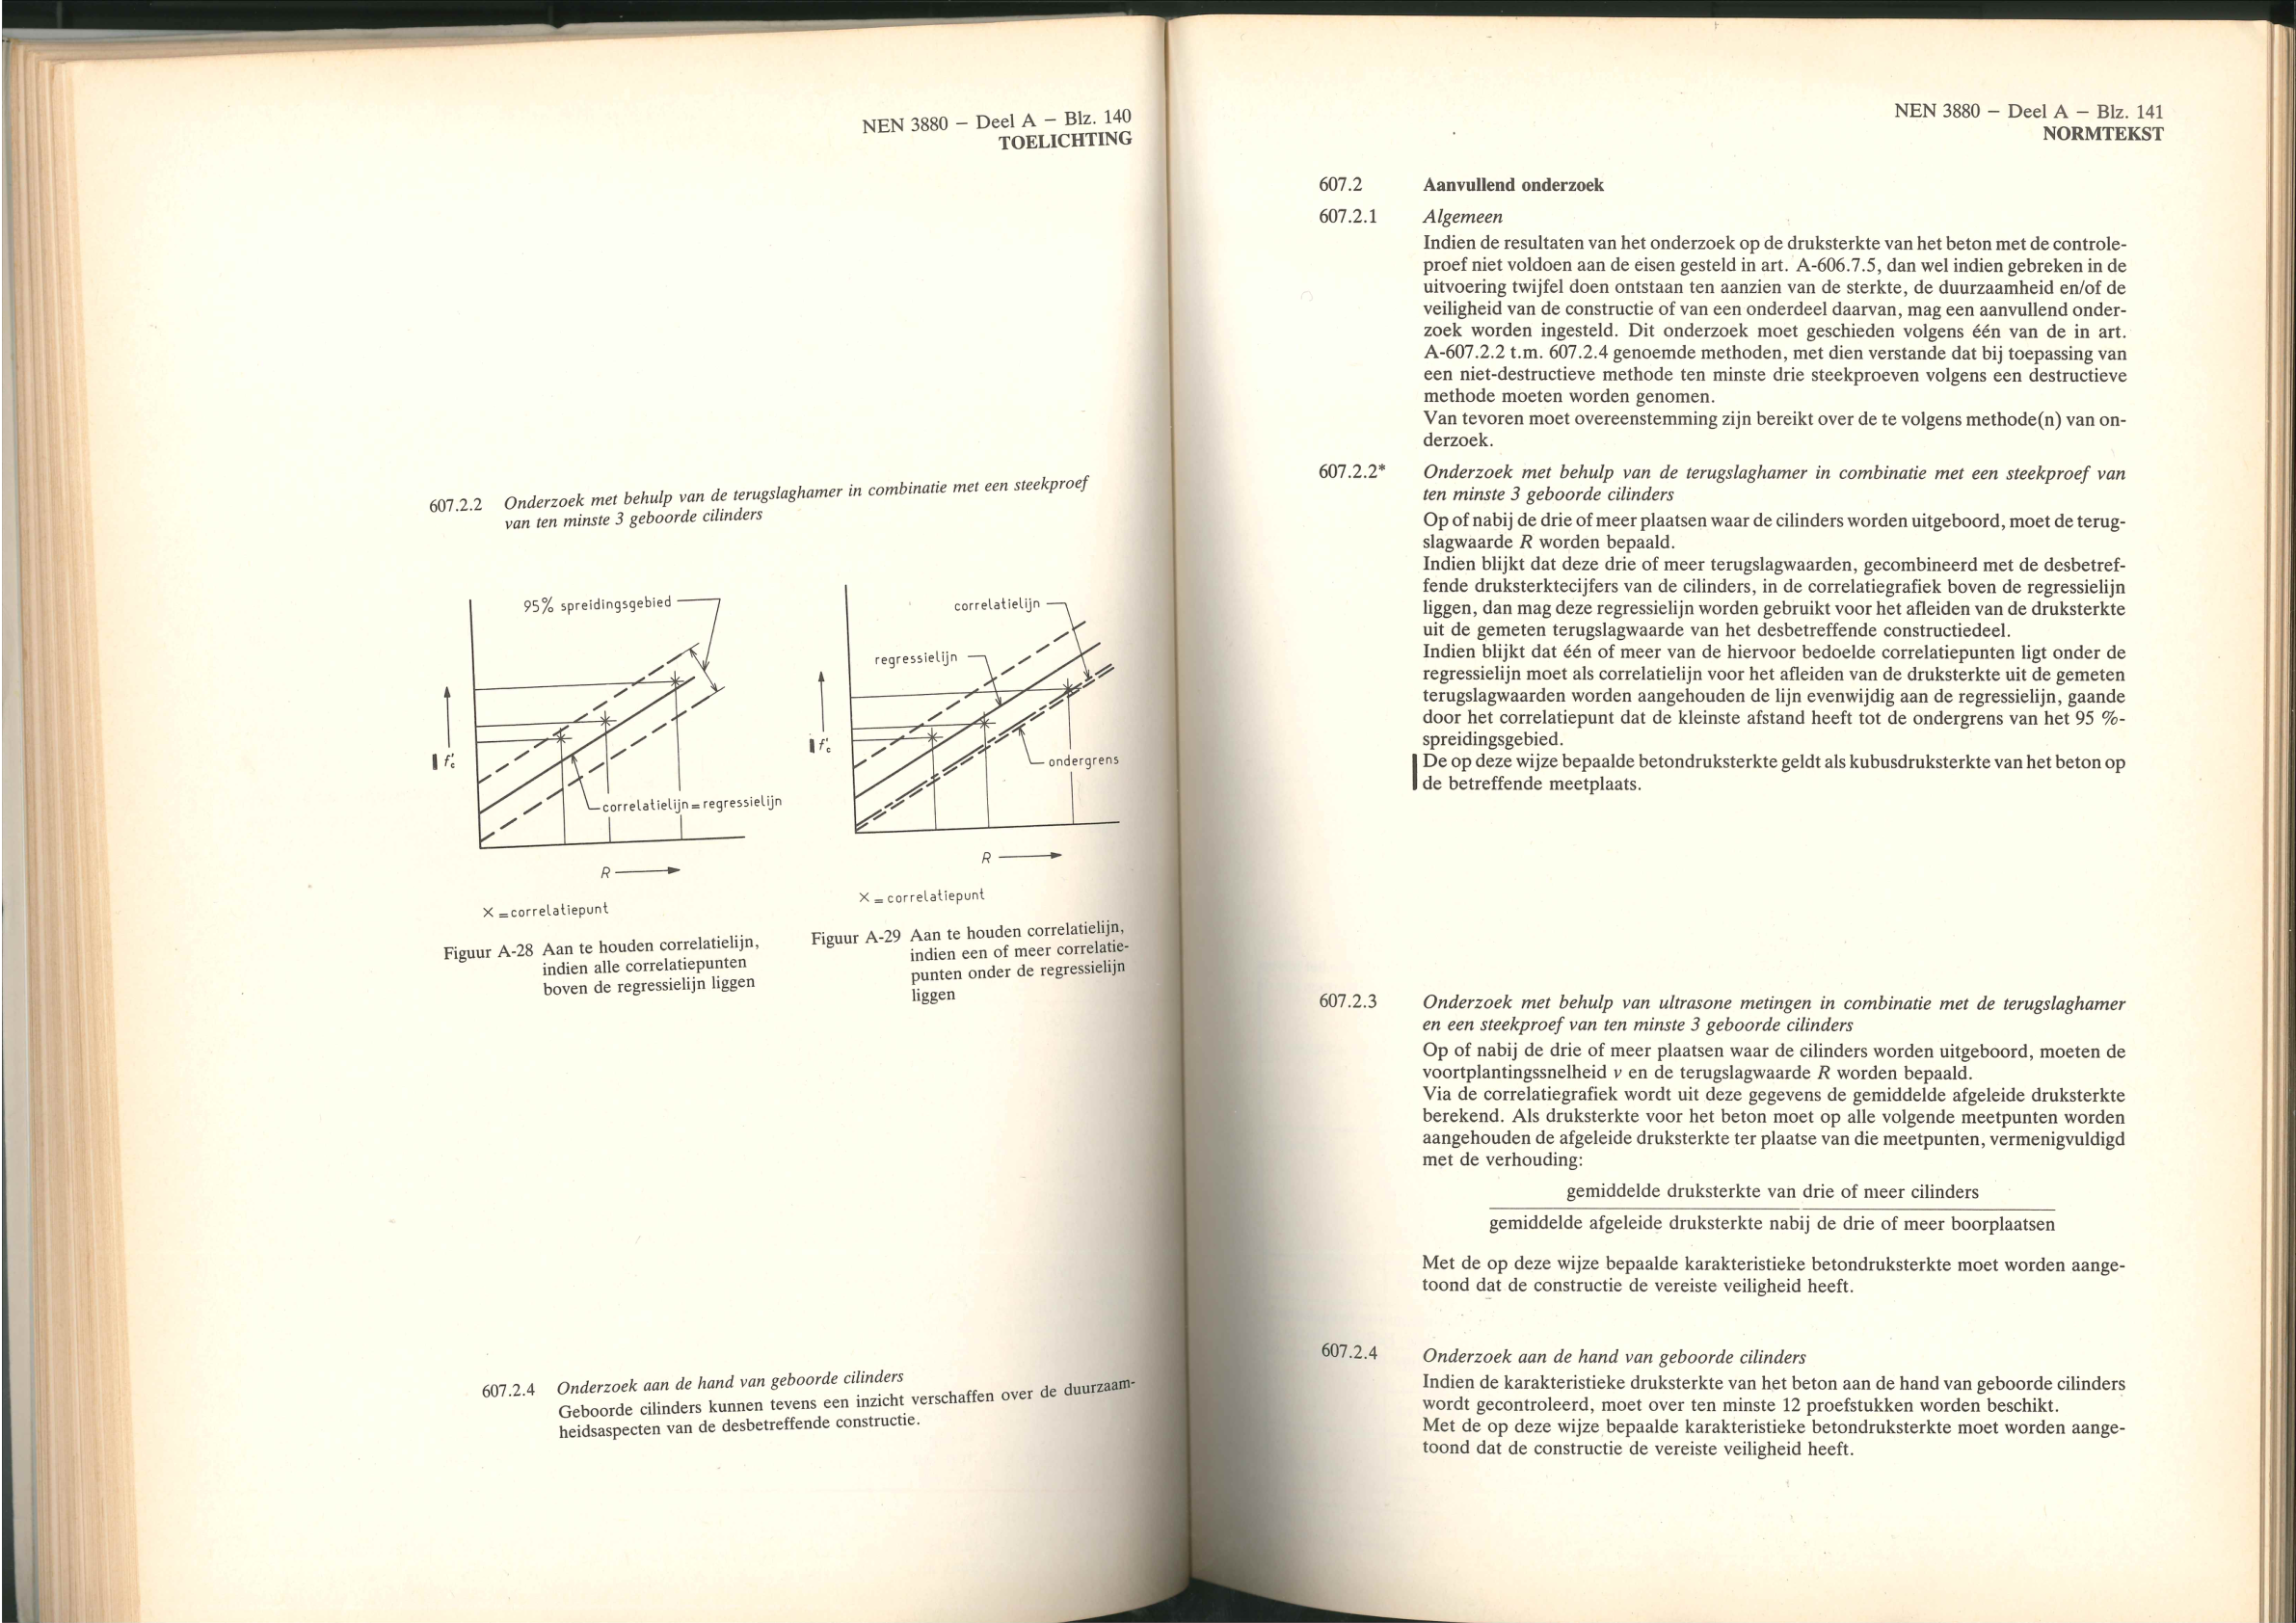 NEN 3880 – Deel A – Blz. 140
TOELICHTING
607.2.2 Onderzoek met behulp van de terugslaghamer in combinatie met een steekproef
van ten minste 3 geboorde cilinders
95% spreidingsgebied
f'c
correlatielijn = regressielijn
R
X = correlatiepunt
Figuur A-28 Aan te houden correlatielijn,
indien alle correlatiepunten
boven de regressielijn liggen
correlatielijn
regressielijn
f'c
ondergrens
R
X = correlatiepunt
Figuur A-29 Aan te houden correlatielijn,
indien een of meer correlatie-
punten onder de regressielijn
liggen
607.2.4 Onderzoek aan de hand van geboorde cilinders
Geboorde cilinders kunnen tevens een inzicht verschaffen over de duurzaam-
heidsaspecten van de desbetreffende constructie.
NEN 3880 – Deel A – Blz. 141
NORMTEKST
607.2 Aanvullend onderzoek
607.2.1 Algemeen
Indien de resultaten van het onderzoek op de druksterkte van het beton met de controle-
proef niet voldoen aan de eisen gesteld in art. A-606.7.5, dan wel indien gebreken in de
uitvoering twijfel doen ontstaan ten aanzien van de sterkte, de duurzaamheid en/of de
veiligheid van de constructie of van een onderdeel daarvan, mag een aanvullend onder-
zoek worden ingesteld. Dit onderzoek moet geschieden volgens één van de in art.
A-607.2.2 t.m. 607.2.4 genoemde methoden, met dien verstande dat bij toepassing van
een niet-destructieve methode ten minste drie steekproeven volgens een destructieve
methode moeten worden genomen.
Van tevoren moet overeenstemming zijn bereikt over de te volgens methode(n) van on-
derzoek.
607.2.2* Onderzoek met behulp van de terugslaghamer in combinatie met een steekproef van
ten minste 3 geboorde cilinders
Op of nabij de drie of meer plaatsen waar de cilinders worden uitgeboord, moet de terug-
slagwaarde R worden bepaald.
Indien blijkt dat deze drie of meer terugslagwaarden, gecombineerd met de desbetref-
fende druksterktecijfers van de cilinders, in de correlatiegrafiek boven de regressielijn
liggen, dan mag deze regressielijn worden gebruikt voor het afleiden van de druksterkte
uit de gemeten terugslagwaarde van het desbetreffende constructiedeel.
Indien blijkt dat één of meer van de hiervoor bedoelde correlatiepunten ligt onder de
regressielijn moet als correlatielijn voor het afleiden van de druksterkte uit de gemeten
terugslagwaarden worden aangehouden de lijn evenwijdig aan de regressielijn, gaande
door het correlatiepunt dat de kleinste afstand heeft tot de ondergrens van het 95 %-
spreidingsgebied.
De op deze wijze bepaalde betondruksterkte geldt als kubusdruksterkte van het beton op
de betreffende meetplaats.
607.2.3 Onderzoek met behulp van ultrasone metingen in combinatie met de terugslaghamer
en een steekproef van ten minste 3 geboorde cilinders
Op of nabij de drie of meer plaatsen waar de cilinders worden uitgeboord, moeten de
voortplantingssnelheid v en de terugslagwaarde R worden bepaald.
Via de correlatiegrafiek wordt uit deze gegevens de gemiddelde afgeleide druksterkte
berekend. Als druksterkte voor het beton moet op alle volgende meetpunten worden
aangehouden de afgeleide druksterkte ter plaatse van die meetpunten, vermenigvuldigd
met de verhouding:
gemiddelde druksterkte van drie of meer cilinders
gemiddelde afgeleide druksterkte nabij de drie of meer boorplaatsen
Met de op deze wijze bepaalde karakteristieke betondruksterkte moet worden aange-
toond dat de constructie de vereiste veiligheid heeft.
607.2.4 Onderzoek aan de hand van geboorde cilinders
Indien de karakteristieke druksterkte van het beton aan de hand van geboorde cilinders
wordt gecontroleerd, moet over ten minste 12 proefstukken worden beschikt.
Met de op deze wijze bepaalde karakteristieke betondruksterkte moet worden aange-
toond dat de constructie de vereiste veiligheid heeft.